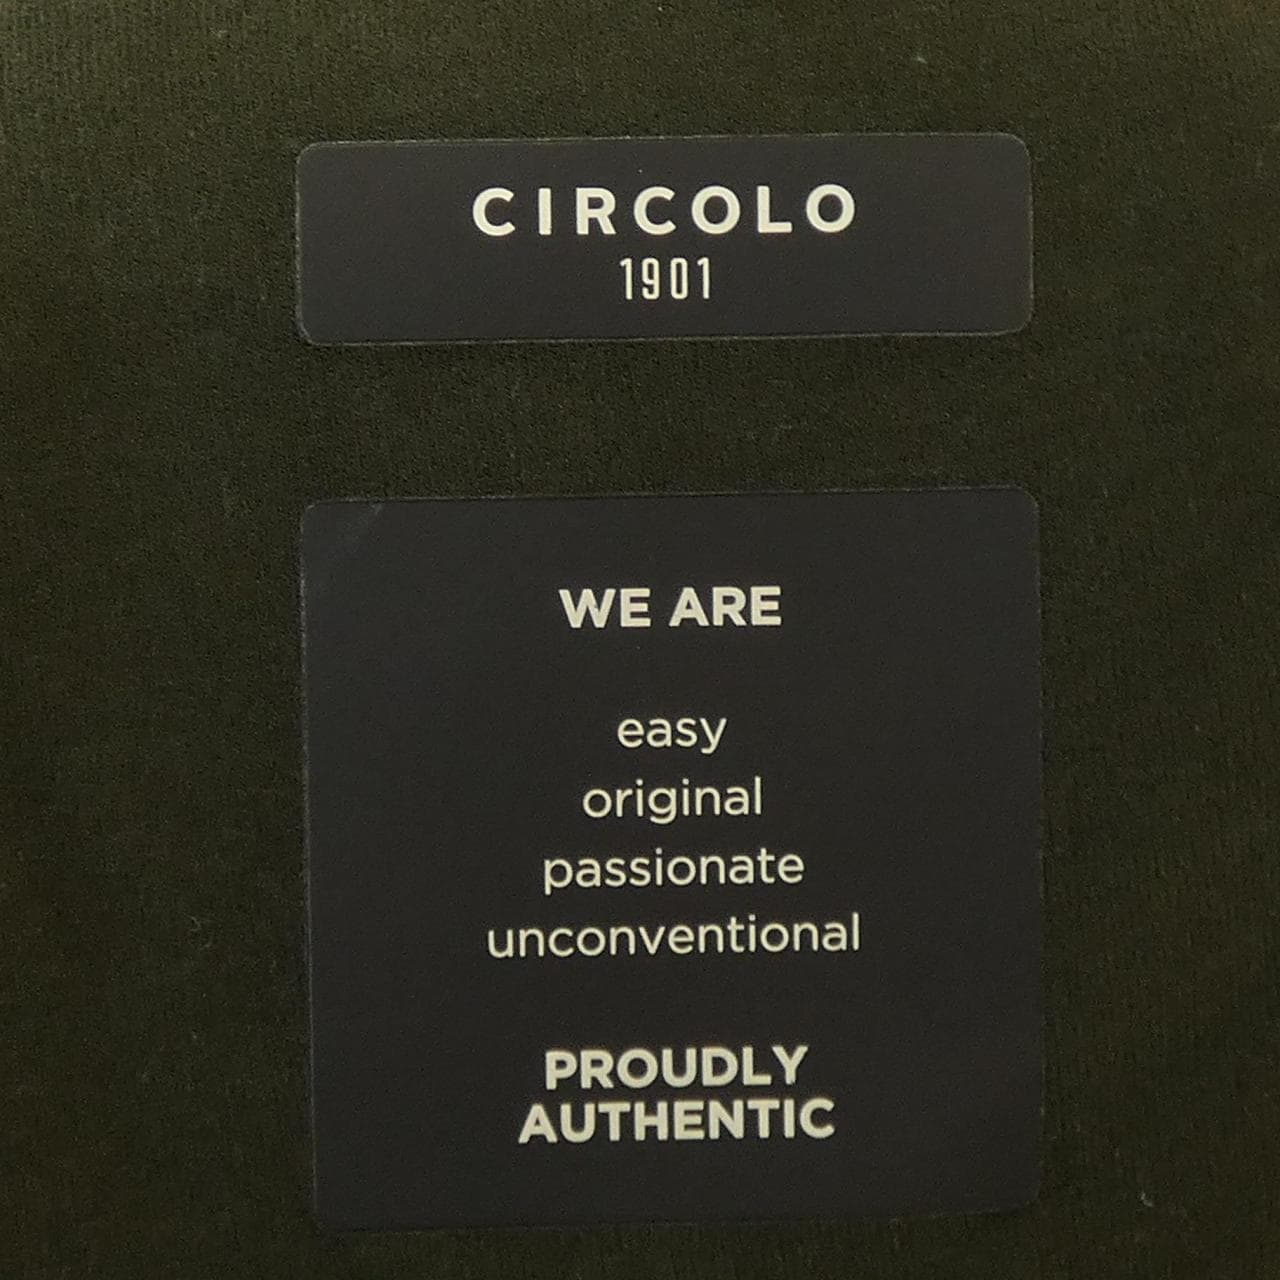 CIRCOLO
1901
WE ARE
easy
original
passionate
unconventional
PROUDLY
AUTHENTIC